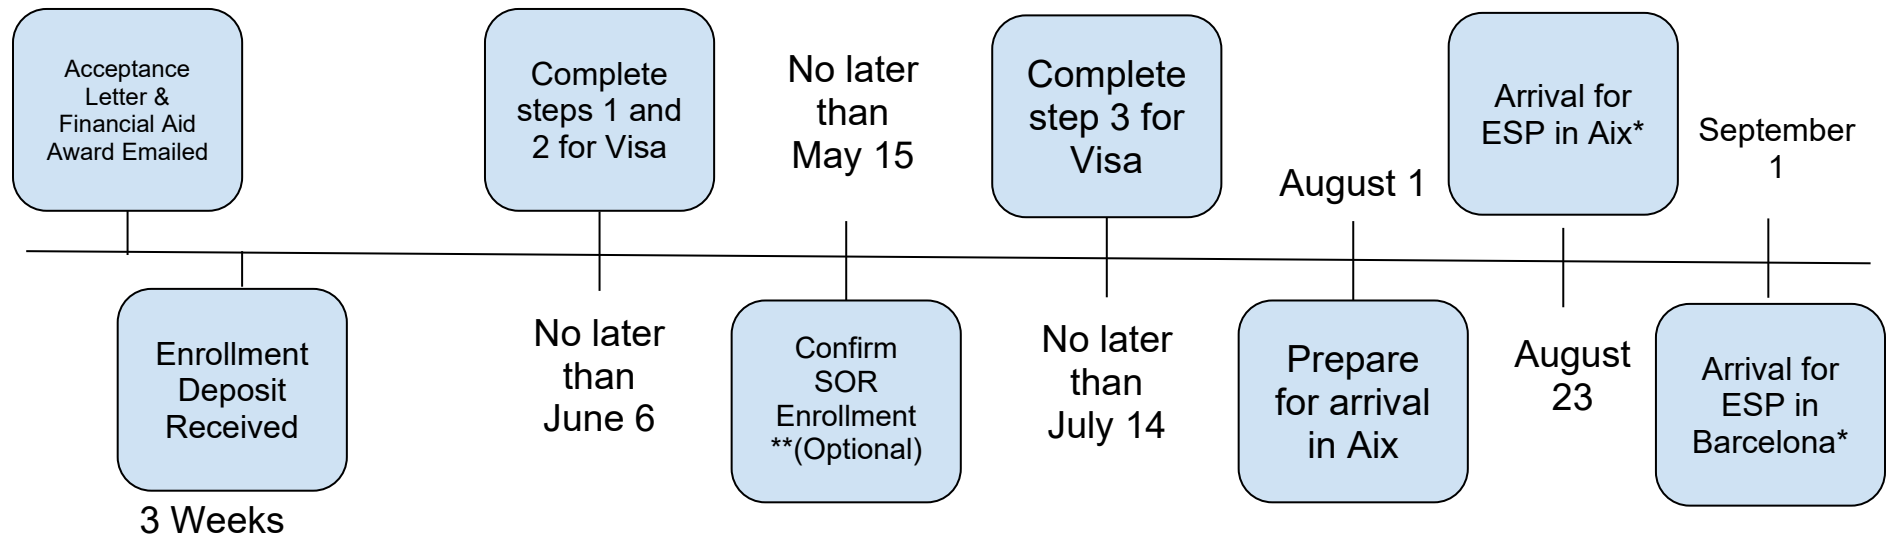 Acceptance
Letter &
Financial Aid
Award Emailed
Enrollment
Deposit
Received
3 Weeks
Complete
steps 1 and
2 for Visa
No later
than
June 6
No later
than
May 15
Confirm
SOR
Enrollment
**(Optional)
Complete
step 3 for
Visa
No later
than
July 14
August 1
Prepare
for arrival
in Aix
Arrival for
ESP in Aix*
August
23
September
1
Arrival for
ESP in
Barcelona*